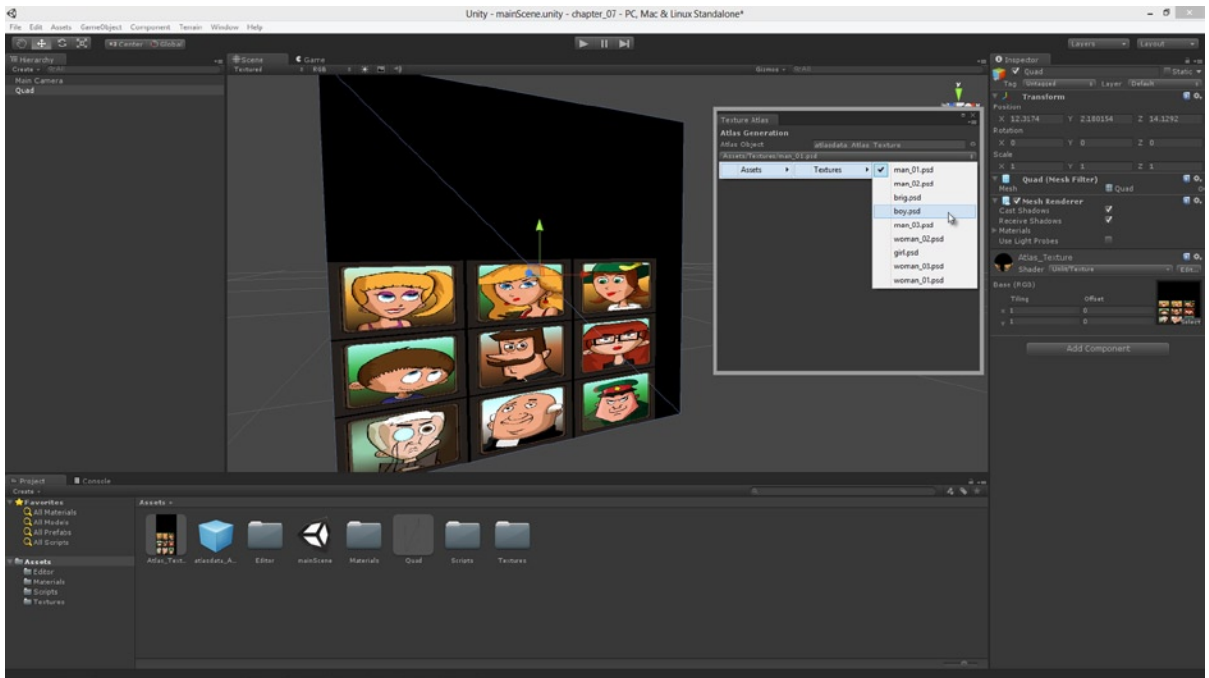 Unity - mainScene.unity - chapter_07 - PC, Mac & Linux Standalone*
File Edit Assets GameObject Component Terrain Window Help
Center Global
Layers Layout
Hierarchy
Create All
Main Camera
Quad
Scene Game
Textured RGB Gizmos All
Texture Atlas
Atlas Generation
Atlas Object atlasdata_Atlas_Texture
Assets/Textures/man_01.psd
Assets Textures man_01.psd
man_02.psd
brig.psd
boy.psd
man_03.psd
woman_02.psd
girl.psd
woman_03.psd
woman_01.psd
Inspector
Quad Static
Tag Untagged Layer Default
Transform
Position
X 12.3174 Y 2.180154 Z 14.3292
Rotation
X 0 Y 0 Z 0
Scale
X 1 Y 1 Z 1
Quad (Mesh Filter)
Mesh Quad
Mesh Renderer
Cast Shadows
Receive Shadows
Materials
Use Light Probes
Atlas_Texture
Shader Unlit/Texture Edit...
Base (RGB)
Tiling Offset
x 1 0
y 1 0
Select
Add Component
Project Console
Create
Favorites
All Materials
All Models
All Prefabs
All Scripts
Assets
Editor
Materials
Scripts
Textures
Assets
Atlas_Text.. atlasdata_A.. Editor mainScene Materials Quad Scripts Textures